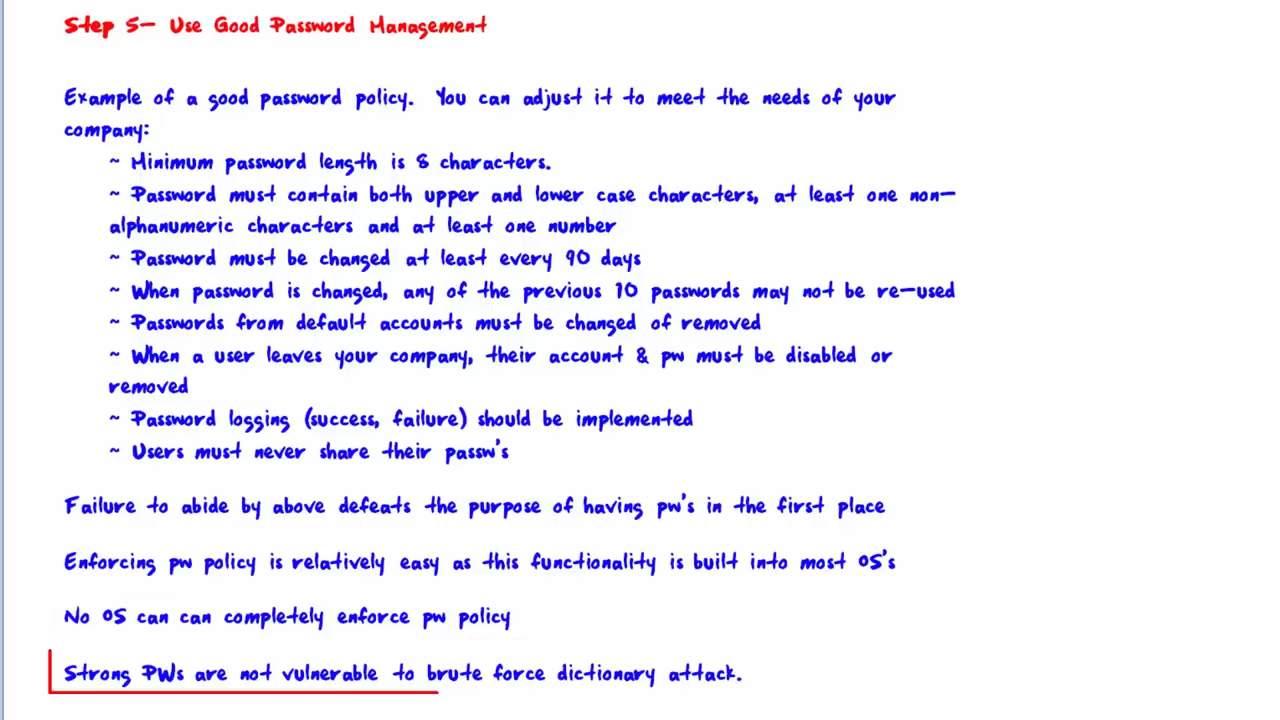 Step 5- Use Good Password Management
Example of a good password policy. You can adjust it to meet the needs of your
company:
~ Minimum password length is 8 characters.
~ Password must contain both upper and lower case characters, at least one non-
alphanumeric characters and at least one number
~ Password must be changed at least every 90 days
~ When password is changed, any of the previous 10 passwords may not be re-used
~ Passwords from default accounts must be changed of removed
~ When a user leaves your company, their account & pw must be disabled or
removed
~ Password logging (success, failure) should be implemented
~ Users must never share their passw's
Failure to abide by above defeats the purpose of having pw's in the first place
Enforcing pw policy is relatively easy as this functionality is built into most OS's
No OS can can completely enforce pw policy
Strong PWs are not vulnerable to brute force dictionary attack.